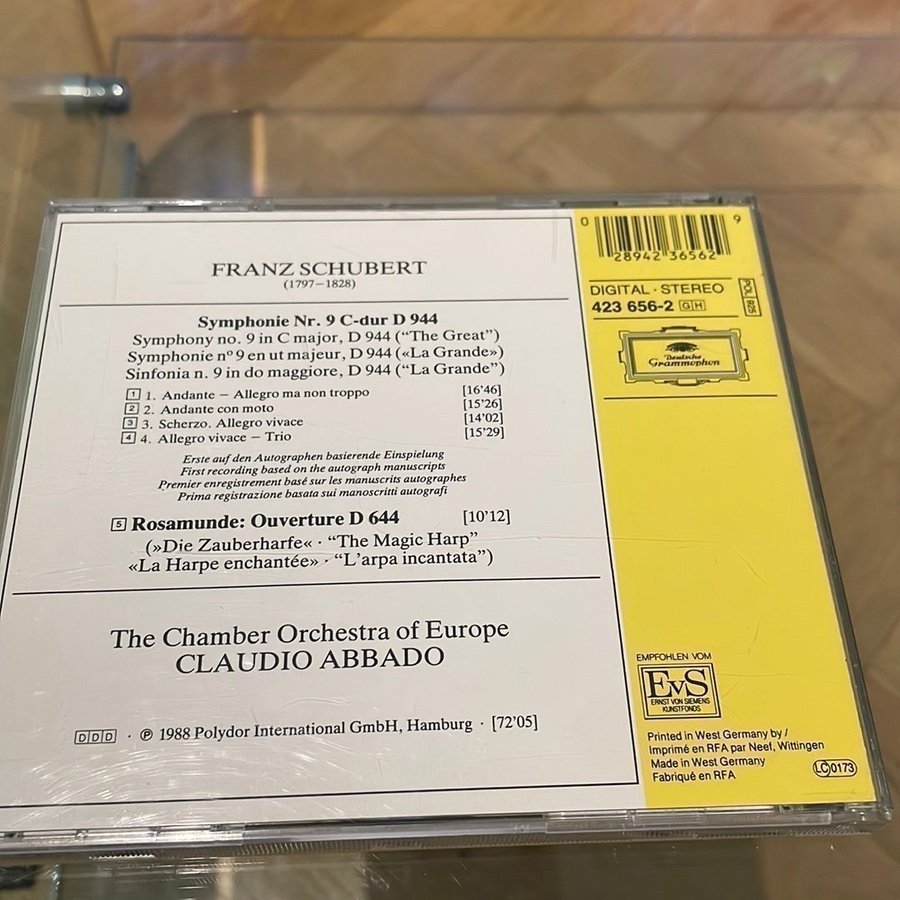 FRANZ SCHUBERT
(1797–1828)
Symphonie Nr. 9 C-dur D 944
Symphony no. 9 in C major, D 944 (“The Great”)
Symphonie nº 9 en ut majeur, D 944 («La Grande»)
Sinfonia n. 9 in do maggiore, D 944 (“La Grande”)
1 1. Andante – Allegro ma non troppo [16’46]
2 2. Andante con moto [15’26]
3 3. Scherzo. Allegro vivace [14’02]
4 4. Allegro vivace – Trio [15’29]
Erste auf den Autographen basierende Einspielung
First recording based on the autograph manuscripts
Premier enregistrement basé sur les manuscrits autographes
Prima registrazione basata sui manoscritti autografi
5 Rosamunde: Ouverture D 644 [10’12]
(»Die Zauberharfe« · “The Magic Harp”
«La Harpe enchantée» · “L’arpa incantata”)
The Chamber Orchestra of Europe
CLAUDIO ABBADO
DDD · ℗ 1988 Polydor International GmbH, Hamburg · [72’05]
0 28942 36562 9
DIGITAL · STEREO
423 656-2 GH
POL 925
Deutsche
Grammophon
EMPFOHLEN VOM
EvS
ERNST VON SIEMENS
KUNSTFONDS
Printed in West Germany by /
Imprimé en RFA par Neef, Wittingen
Made in West Germany
Fabriqué en RFA
LC 0173